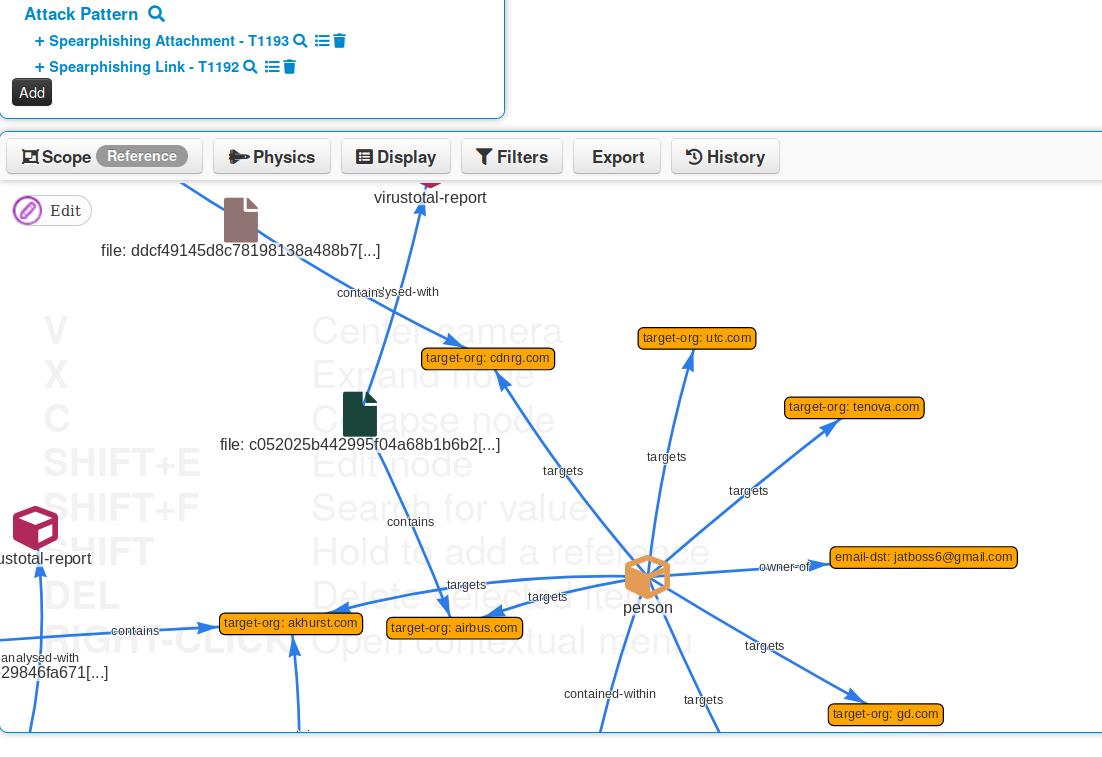 Attack Pattern
+ Spearphishing Attachment - T1193
+ Spearphishing Link - T1192
Add
Scope Reference Physics Display Filters Export History
Edit
virustotal-report
file: ddcf49145d8c78198138a488b7[...]
contains lysed-with
V Center camera
target-org: utc.com
target-org: cdnrg.com
X Expand node
target-org: tenova.com
C Collapse node
file: c052025b442995f04a68b1b6b2[...]
targets
targets
SHIFT+E Edit node
targets
SHIFT+F Search for value
contains
SHIFT Hold to add a reference
ustotal-report
email-dst: jatboss6@gmail.com
owner-of
targets
targets
DEL Delete selected item
person
target-org: akhurst.com
target-org: airbus.com
contains
RIGHT-CLICK Open contextual menu
targets
analysed-with
29846fa671[...]
contained-within
targets
target-org: gd.com